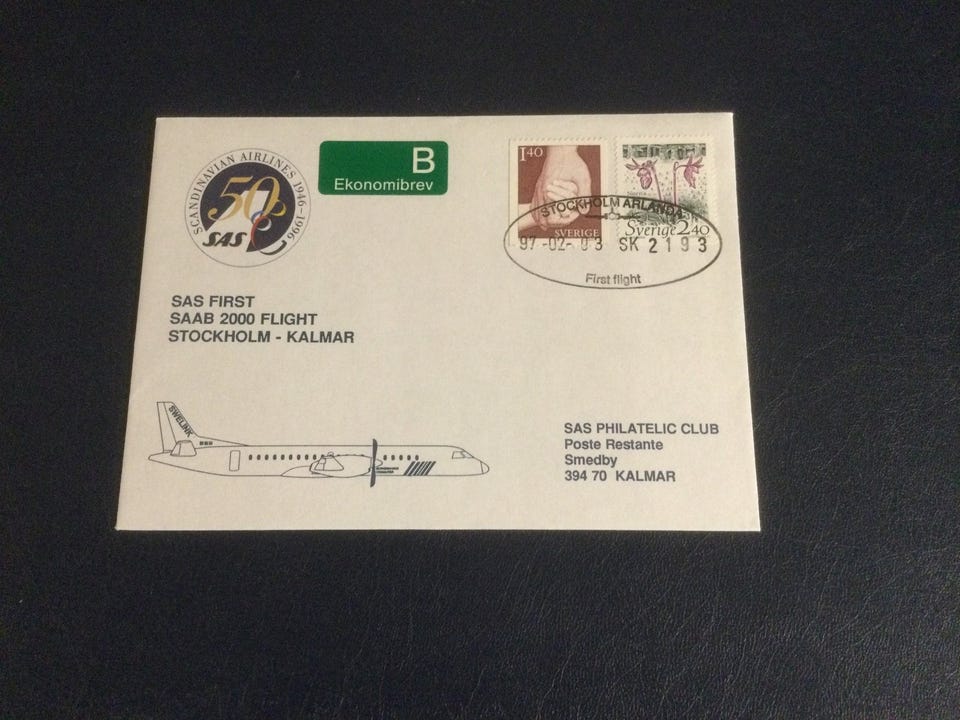 SCANDINAVIAN AIRLINES 1946-1996
50
SAS
B
Ekonomibrev
1.40
SVERIGE
Sverige 2.40
STOCKHOLM ARLANDA
97-02-03 SK 2193
First flight
SAS FIRST
SAAB 2000 FLIGHT
STOCKHOLM - KALMAR
SWELINK
SAS PHILATELIC CLUB
Poste Restante
Smedby
394 70 KALMAR